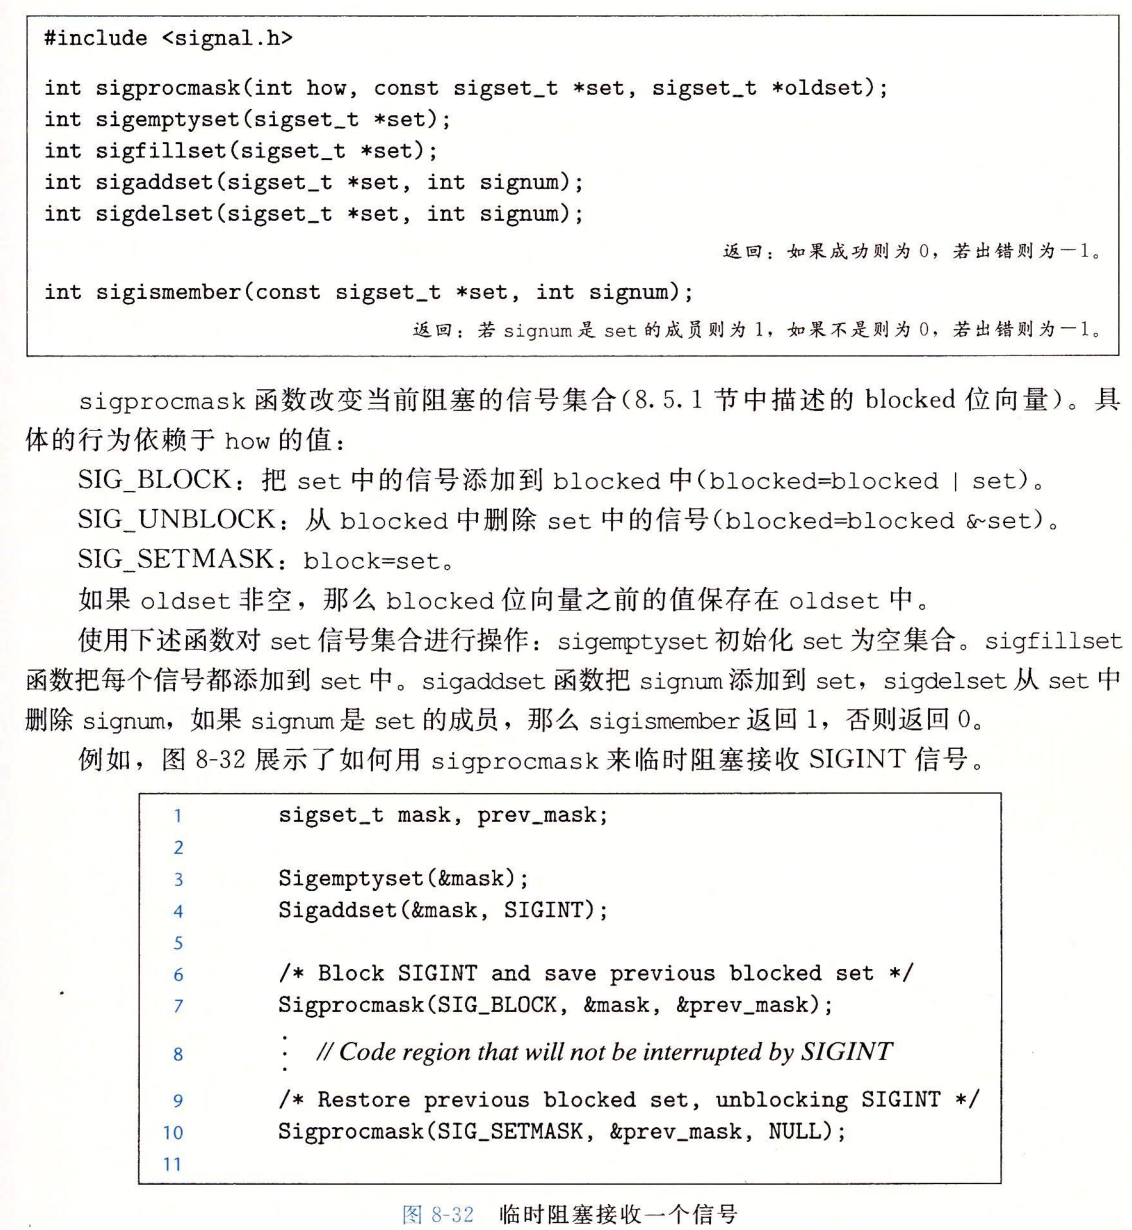 #include <signal.h>
int sigprocmask(int how, const sigset_t *set, sigset_t *oldset);
int sigemptyset(sigset_t *set);
int sigfillset(sigset_t *set);
int sigaddset(sigset_t *set, int signum);
int sigdelset(sigset_t *set, int signum);
返回：如果成功则为 0，若出错则为－1。
int sigismember(const sigset_t *set, int signum);
返回：若 signum 是 set 的成员则为 1，如果不是则为 0，若出错则为－1。
sigprocmask 函数改变当前阻塞的信号集合(8.5.1 节中描述的 blocked 位向量)。具
体的行为依赖于 how 的值：
SIG_BLOCK：把 set 中的信号添加到 blocked 中(blocked=blocked | set)。
SIG_UNBLOCK：从 blocked 中删除 set 中的信号(blocked=blocked &~set)。
SIG_SETMASK：block=set。
如果 oldset 非空，那么 blocked 位向量之前的值保存在 oldset 中。
使用下述函数对 set 信号集合进行操作：sigemptyset 初始化 set 为空集合。sigfillset
函数把每个信号都添加到 set 中。sigaddset 函数把 signum 添加到 set，sigdelset 从 set 中
删除 signum，如果 signum 是 set 的成员，那么 sigismember 返回 1，否则返回 0。
例如，图 8-32 展示了如何用 sigprocmask 来临时阻塞接收 SIGINT 信号。
1 sigset_t mask, prev_mask;
2
3 Sigemptyset(&mask);
4 Sigaddset(&mask, SIGINT);
5
6 /* Block SIGINT and save previous blocked set */
7 Sigprocmask(SIG_BLOCK, &mask, &prev_mask);
8 ⋮ // Code region that will not be interrupted by SIGINT
9 /* Restore previous blocked set, unblocking SIGINT */
10 Sigprocmask(SIG_SETMASK, &prev_mask, NULL);
11
图 8-32 临时阻塞接收一个信号